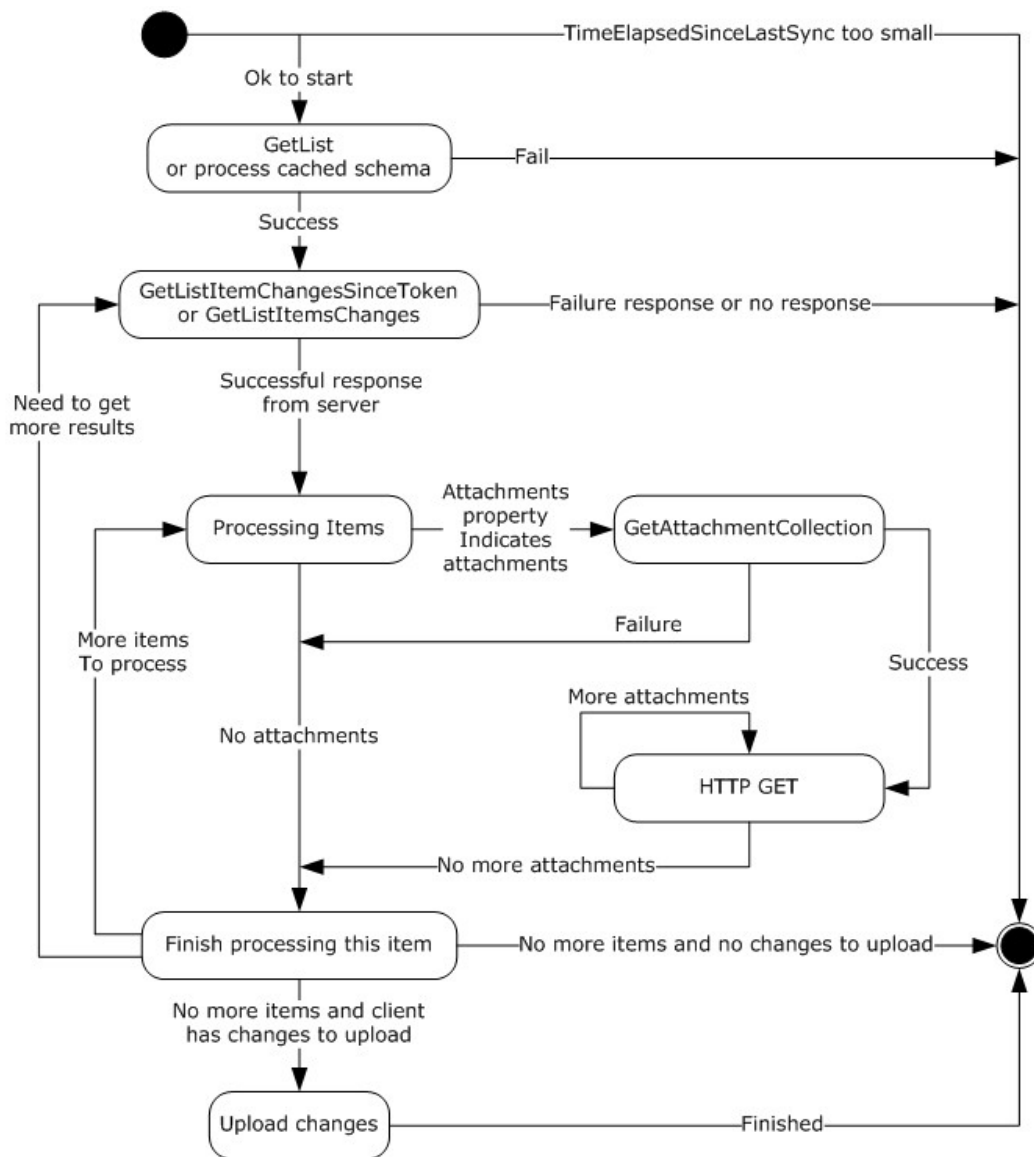 TimeElapsedSinceLastSync too small
Ok to start
GetList
or process cached schema
Fail
Success
GetListItemChangesSinceToken
or GetListItemsChanges
Failure response or no response
Successful response
from server
Need to get
more results
Processing Items
Attachments
property
Indicates
attachments
GetAttachmentCollection
Failure
More items
To process
Success
More attachments
No attachments
HTTP GET
No more attachments
Finish processing this item
No more items and no changes to upload
No more items and client
has changes to upload
Upload changes
Finished